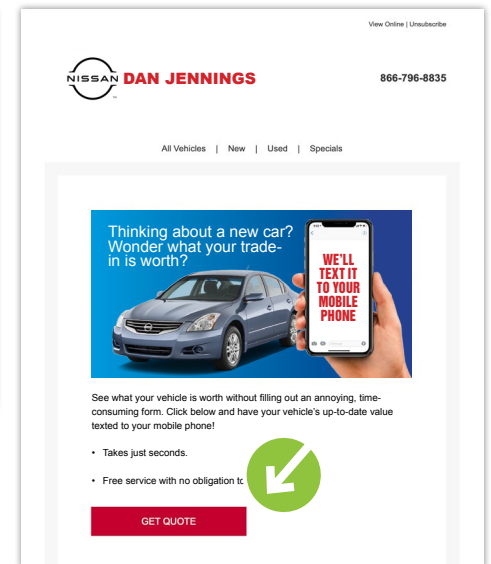 View Online | Unsubscribe
NISSAN DAN JENNINGS
866-796-8835
All Vehicles | New | Used | Specials
Thinking about a new car?
Wonder what your trade-
in is worth?
WE'LL
TEXT IT
TO YOUR
MOBILE
PHONE
See what your vehicle is worth without filling out an annoying, time-
consuming form. Click below and have your vehicle's up-to-date value
texted to your mobile phone!
• Takes just seconds.
• Free service with no obligation
GET QUOTE